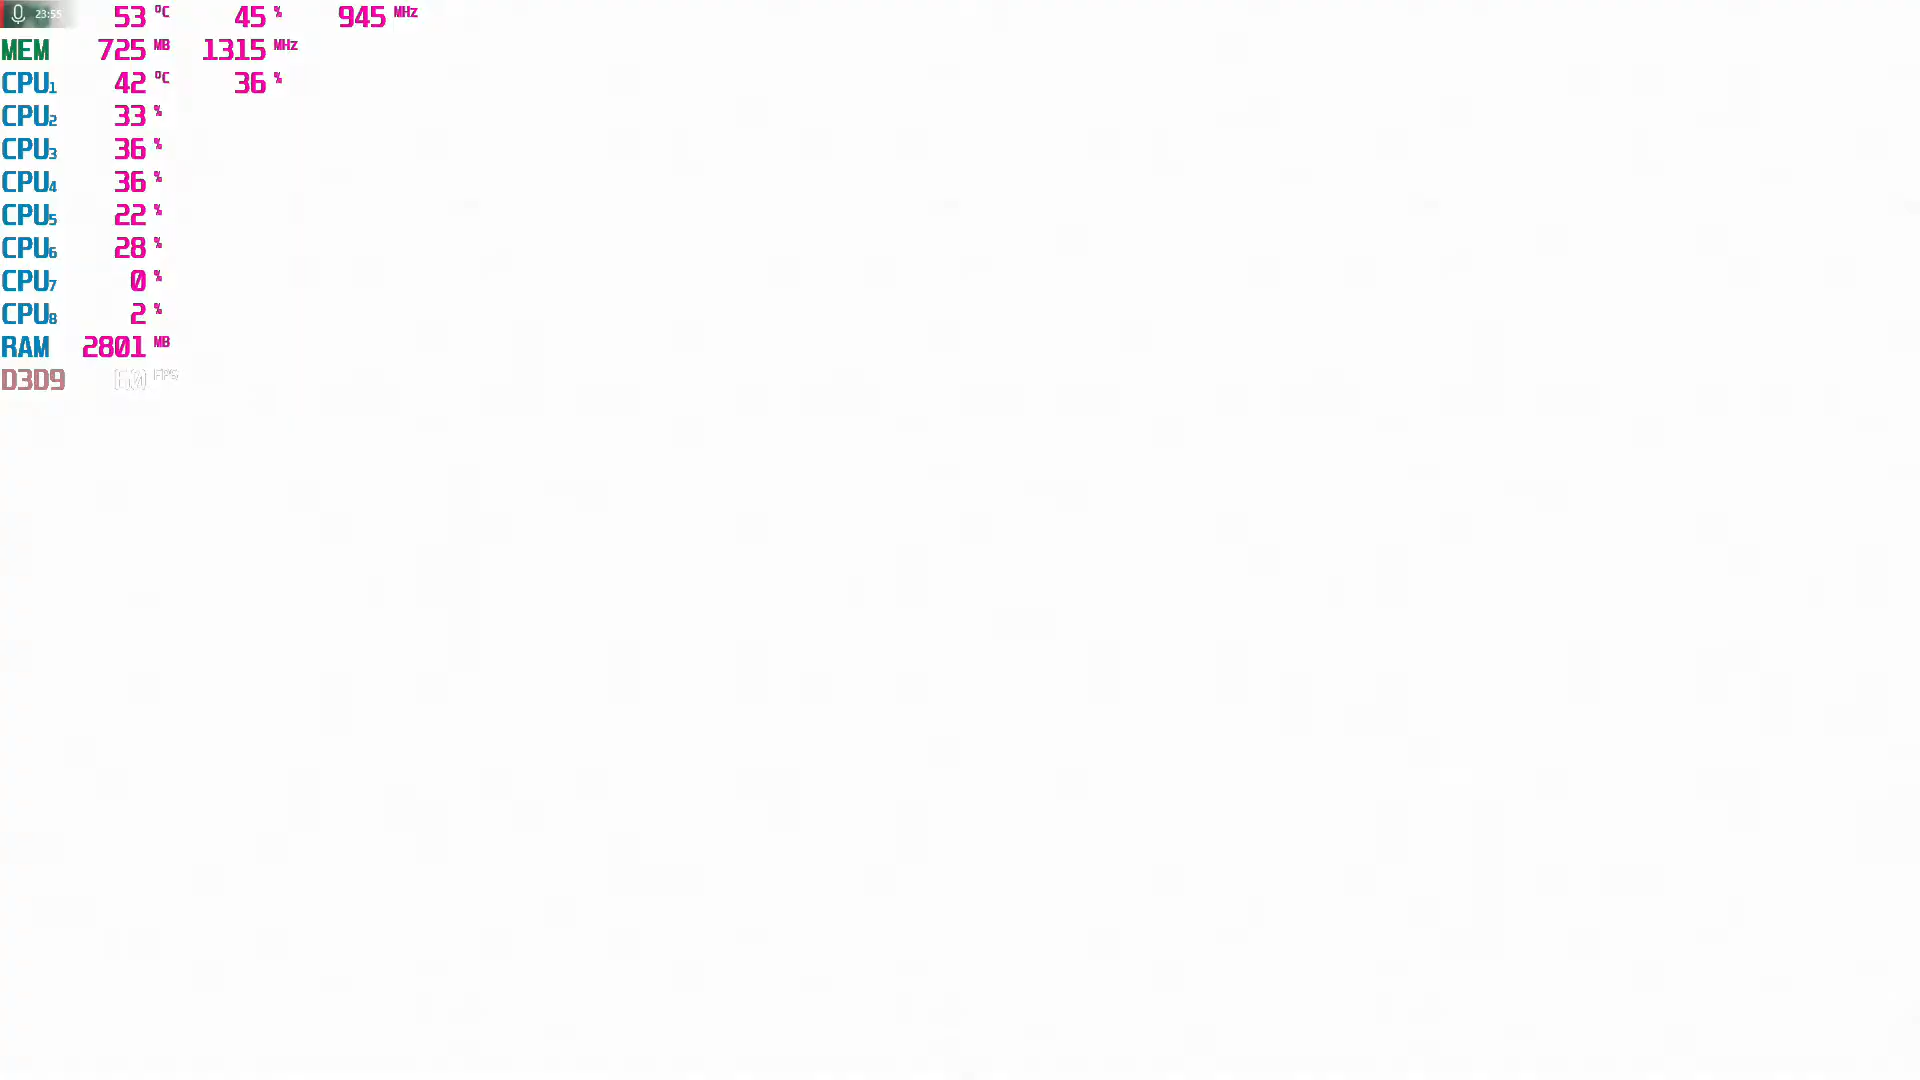 23:55 53 °C 45 % 945 MHz
MEM 725 MB 1315 MHz
CPU1 42 °C 36 %
CPU2 33 %
CPU3 36 %
CPU4 36 %
CPU5 22 %
CPU6 28 %
CPU7 0 %
CPU8 2 %
RAM 2801 MB
D3D9 60 FPS